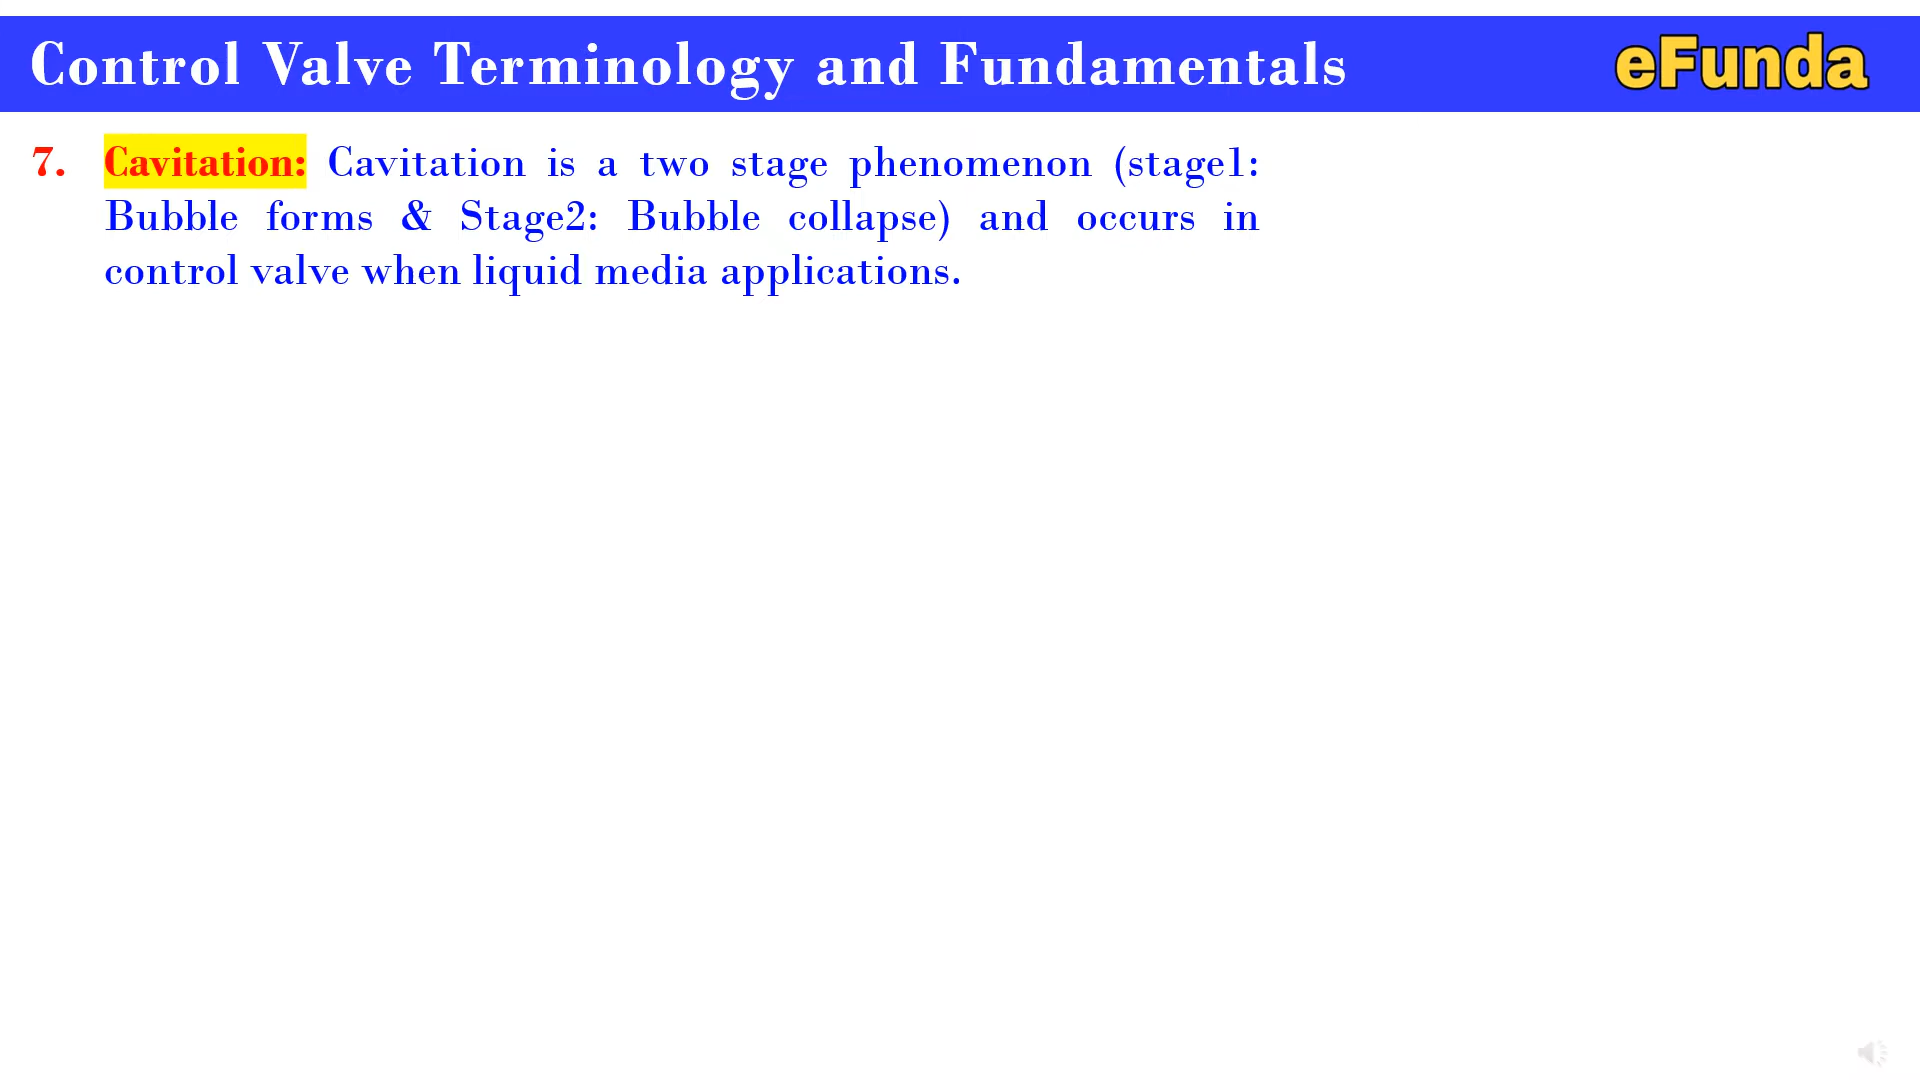 Control Valve Terminology and Fundamentals
eFunda
7. Cavitation: Cavitation is a two stage phenomenon (stage1:
Bubble forms & Stage2: Bubble collapse) and occurs in
control valve when liquid media applications.